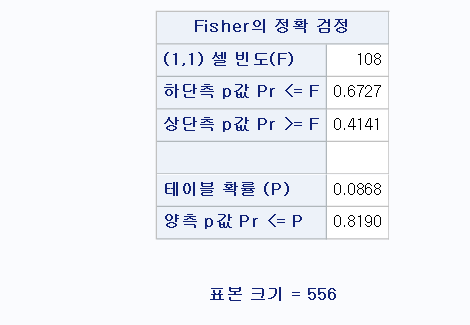 Fisher의 정확 검정
(1,1) 셀 빈도(F) 108
하단측 p값 Pr <= F 0.6727
상단측 p값 Pr >= F 0.4141
테이블 확률 (P) 0.0868
양측 p값 Pr <= P 0.8190
표본 크기 = 556